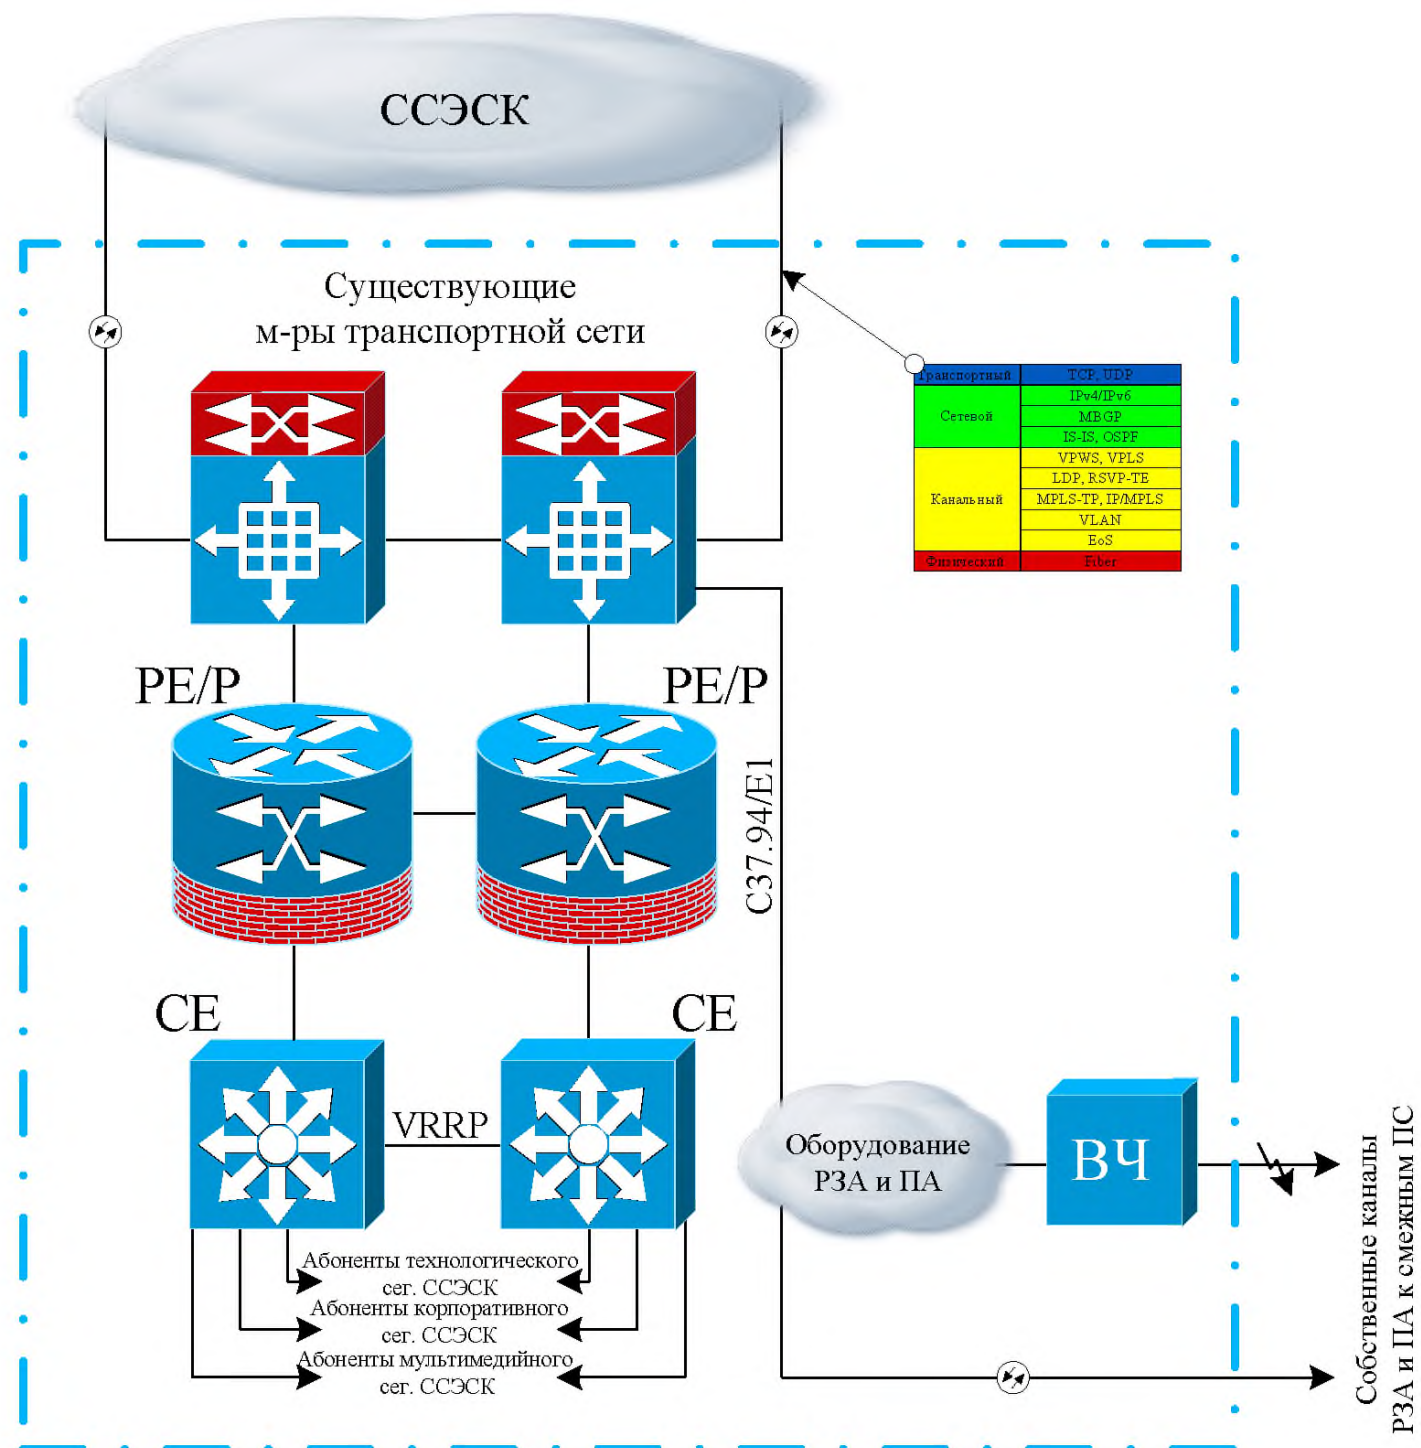 ССЭСК
Существующие
м-ры транспортной сети
Транспортный TCP, UDP
Сетевой
IPv4/IPv6
MBGP
IS-IS, OSPF
Канальный
VPWS, VPLS
LDP, RSVP-TE
MPLS-TP, IP/MPLS
VLAN
EoS
Физический Fiber
PE/P
PE/P
C37.94/E1
CE
CE
VRRP
Оборудование
РЗА и ПА
ВЧ
Абоненты технологического
сег. ССЭСК
Абоненты корпоративного
сег. ССЭСК
Абоненты мультимедийного
сег. ССЭСК
Собственные каналы
РЗА и ПА к смежным ПС